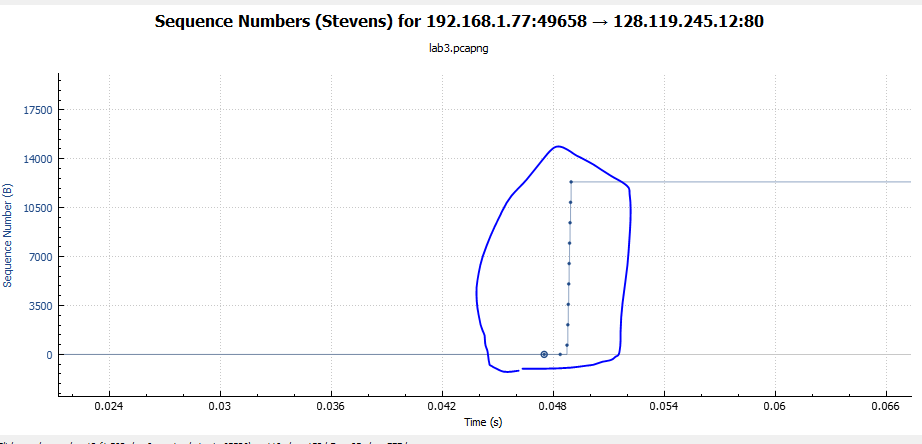 Sequence Numbers (Stevens) for 192.168.1.77:49658 → 128.119.245.12:80
lab3.pcapng
17500
14000
10500
7000
3500
0
Sequence Number (B)
0.024 0.03 0.036 0.042 0.048 0.054 0.06 0.066
Time (s)